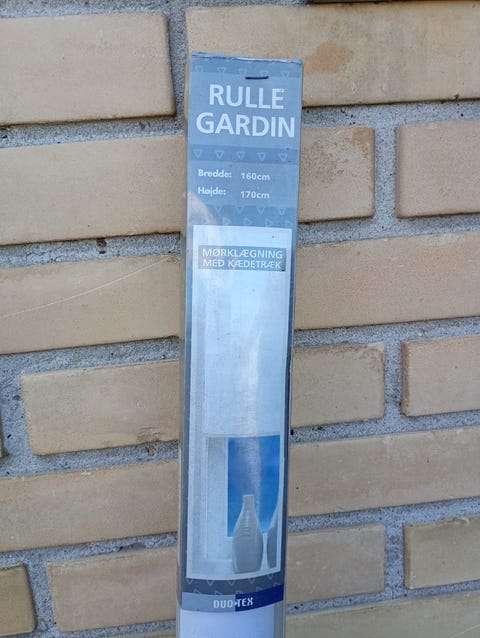 RULLE
GARDIN
Bredde: 160cm
Højde: 170cm
MØRKLÆGNING
MED KÆDETRÆK
DUO-TEX